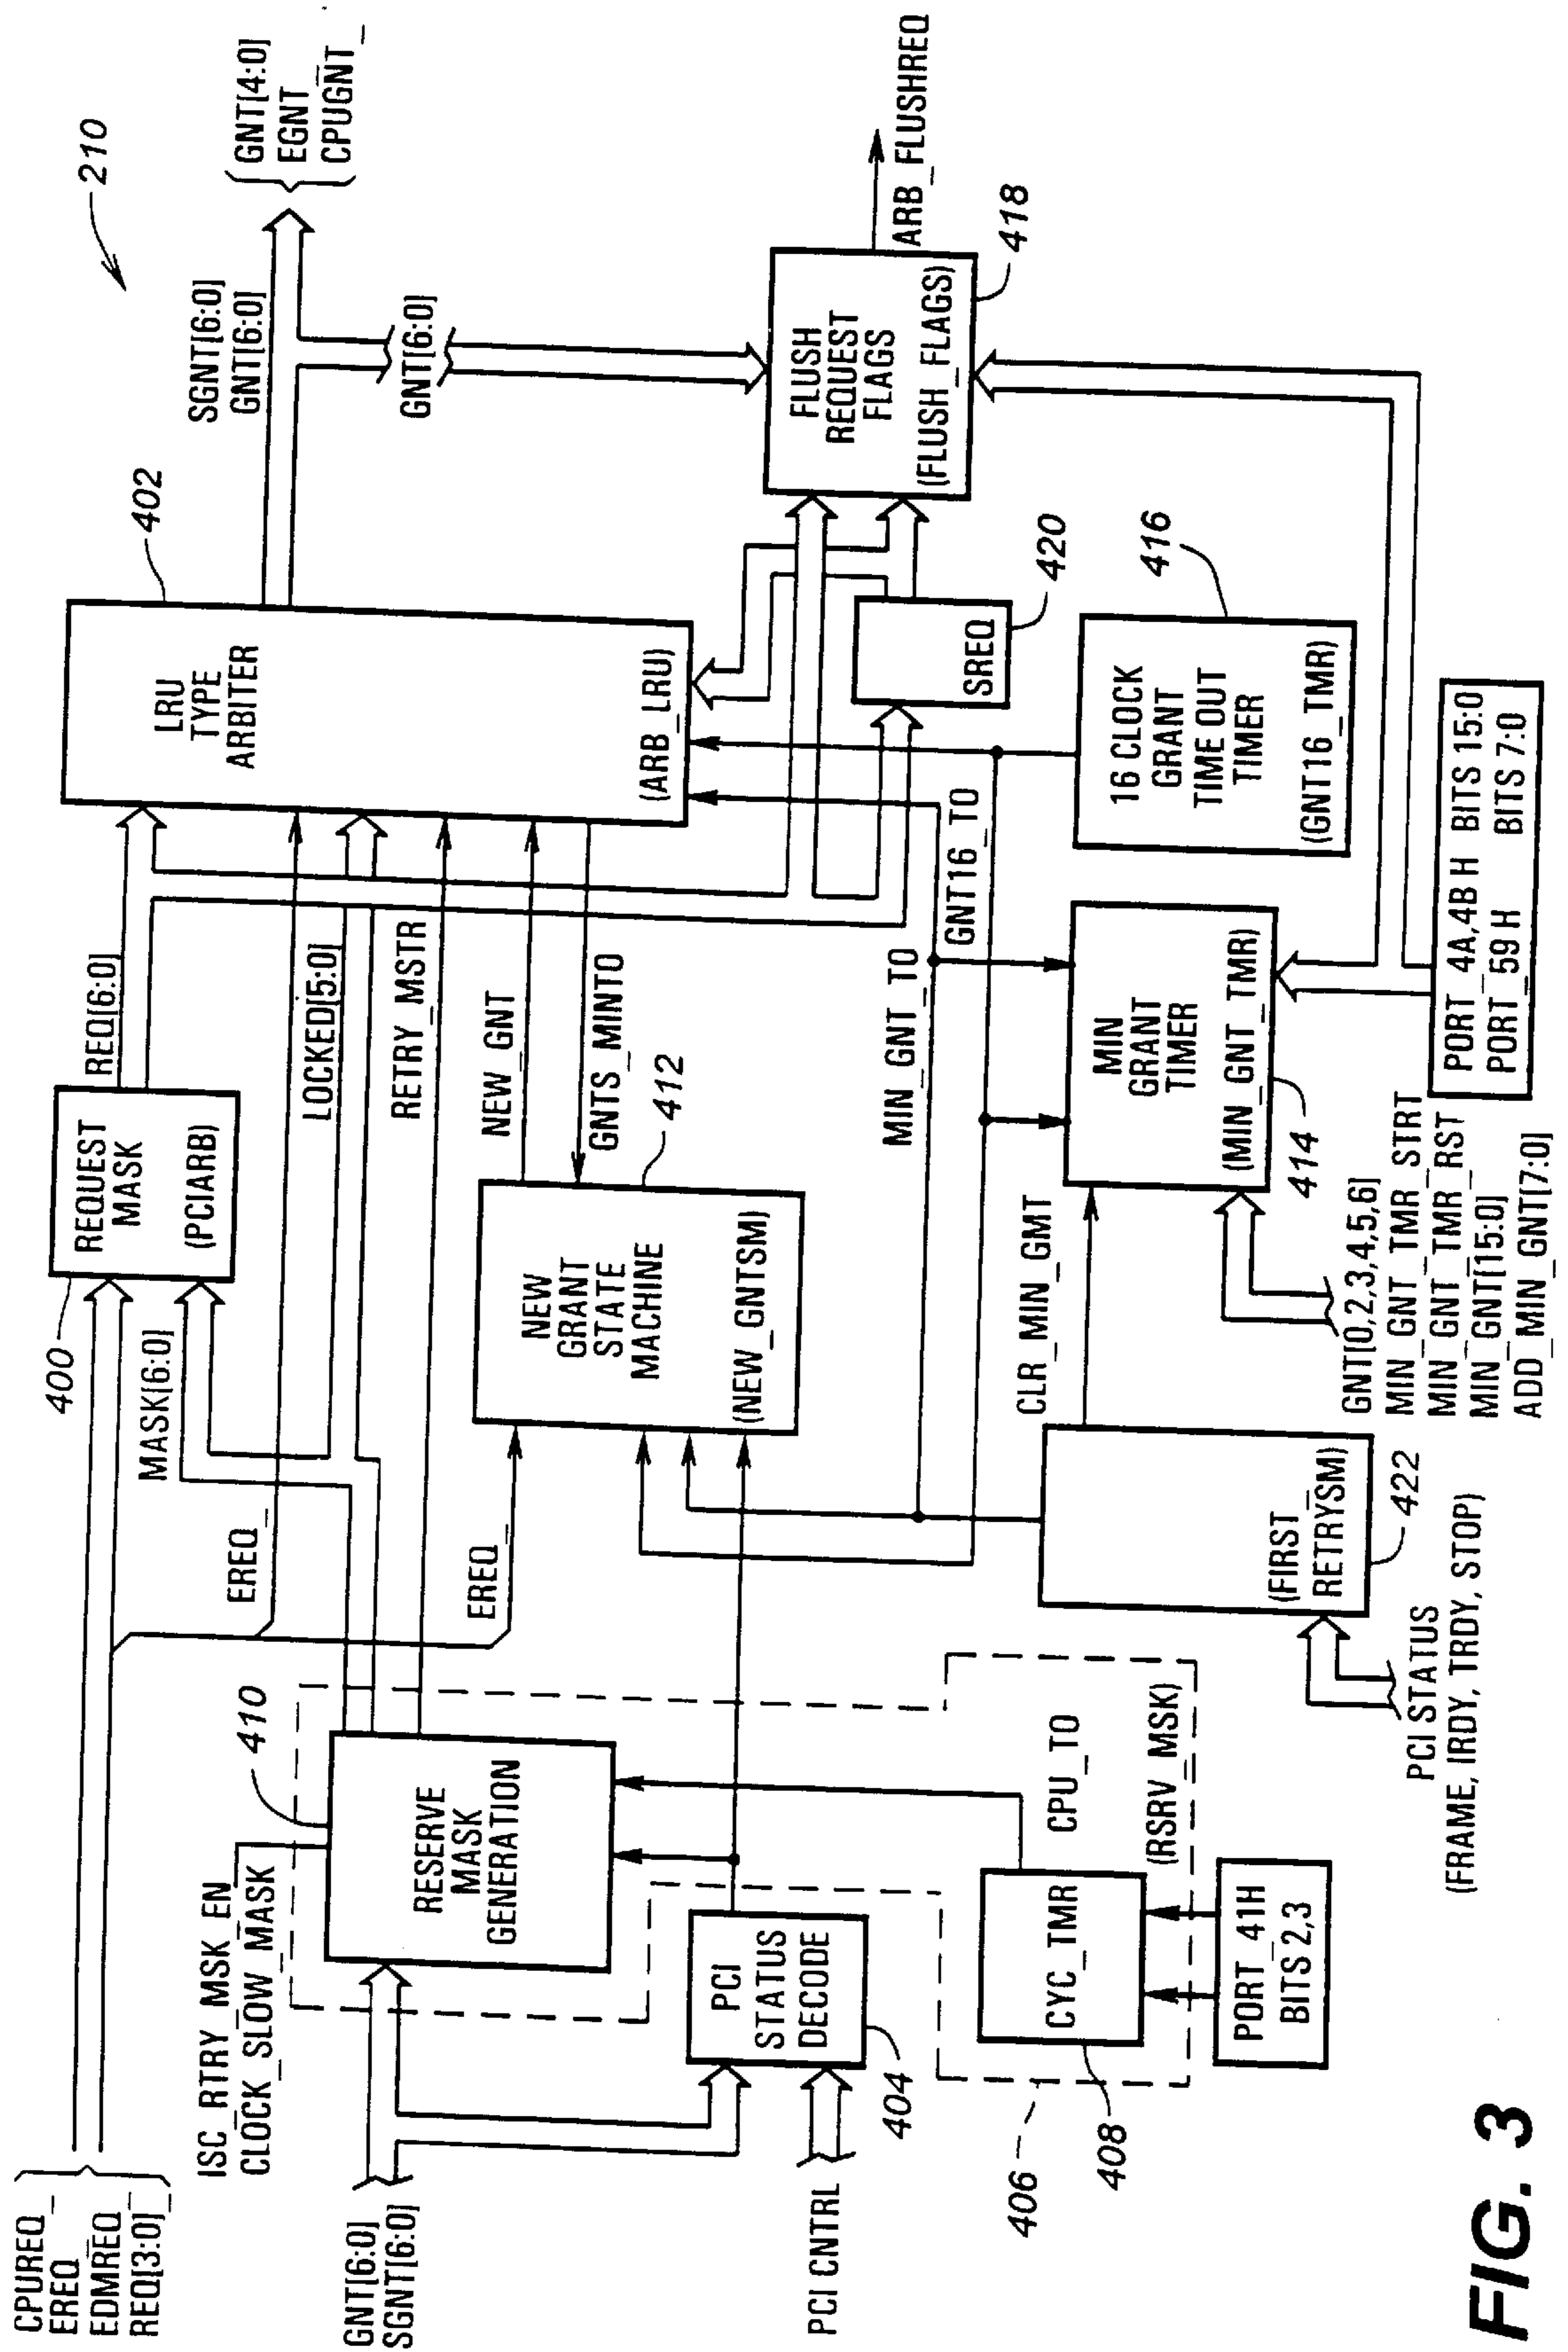 210
CPUREQ_
EREQ_
EDMREQ_
REQ[3:0]_
400
REQUEST
MASK
(PCIARB)
REQ[6:0]
402
LRU
TYPE
ARBITER
(ARB_LRU)
SGNT[6:0]
GNT[6:0]
GNT[4:0]
EGNT_
CPUGNT_
MASK[6:0]
EREQ_
LOCKED[5:0]
RETRY_MSTR
GNT[6:0]
ISC_RTRY_MSK_EN
CLOCK_SLOW_MASK
410
RESERVE
MASK
GENERATION
GNT[6:0]
SGNT[6:0]
EREQ_
NEW
GRANT
STATE
MACHINE
(NEW_GNTSM)
412
NEW_GNT
GNTS_MINTO
FLUSH
REQUEST
FLAGS
(FLUSH_FLAGS)
418
ARB_FLUSHREQ
PCI CNTRL
PCI
STATUS
DECODE
404
SREQ
420
MIN_GNT_TO
GNT16_TO
406
408
CYC_TMR
CPU_TO
(RSRV_MSK)
PORT_41H
BITS 2,3
(FIRST_
RETRYSM)
422
CLR_MIN_GMT
MIN
GRANT
TIMER
(MIN_GNT_TMR)
414
16 CLOCK
GRANT
TIME OUT
TIMER
(GNT16_TMR)
416
PCI STATUS
(FRAME, IRDY, TRDY, STOP)
GNT[0,2,3,4,5,6]
MIN_GNT_TMR_STRT
MIN_GNT_TMR_RST
MIN_GNT[15:0]
ADD_MIN_GNT[7:0]
PORT_4A,4B H BITS 15:0
PORT_59 H BITS 7:0
FIG. 3